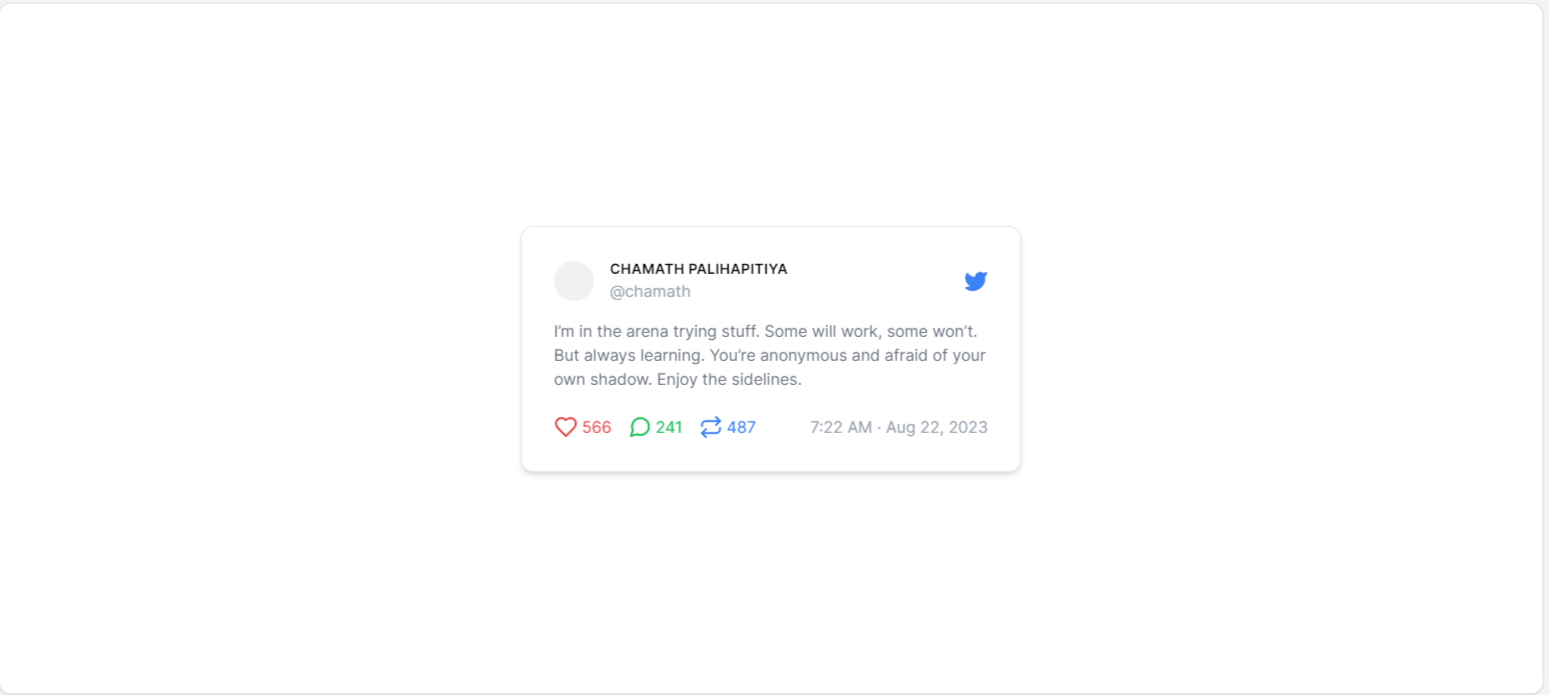 CHAMATH PALIHAPITIYA
@chamath
I’m in the arena trying stuff. Some will work, some won’t.
But always learning. You’re anonymous and afraid of your
own shadow. Enjoy the sidelines.
566 241 487 7:22 AM · Aug 22, 2023